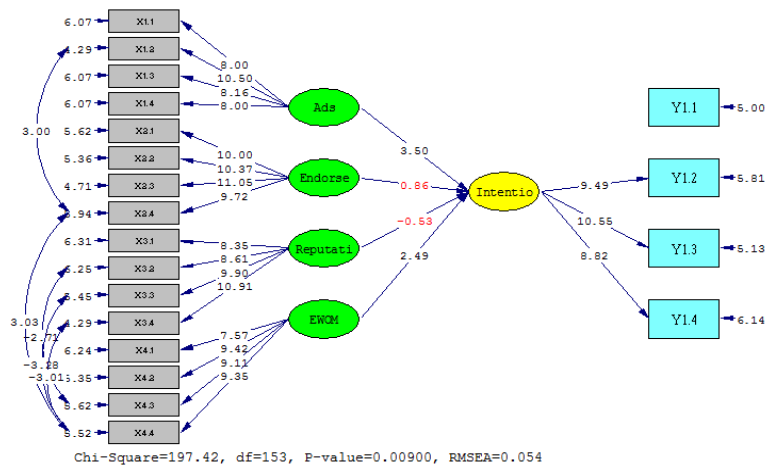 6.07 X1.1
4.29 X1.2
6.07 X1.3
6.07 X1.4
5.62 X2.1
5.36 X2.2
4.71 X2.3
X2.4
6.31 X3.1
X3.2
X3.3
X3.4
6.24 X4.1
X4.2
X4.3
X4.4
3.00
3.03
-2.71
-3.28
-3.01
8.00
10.50
8.16
8.00
10.00
10.37
11.05
9.72
8.35
8.61
9.90
10.91
7.57
9.42
9.11
9.35
Ads
Endorse
Reputati
EWOM
3.50
0.86
-0.53
2.49
Intentio
9.49
10.55
8.82
Y1.1 5.00
Y1.2 5.81
Y1.3 5.13
Y1.4 6.14
Chi-Square=197.42, df=153, P-value=0.00900, RMSEA=0.054